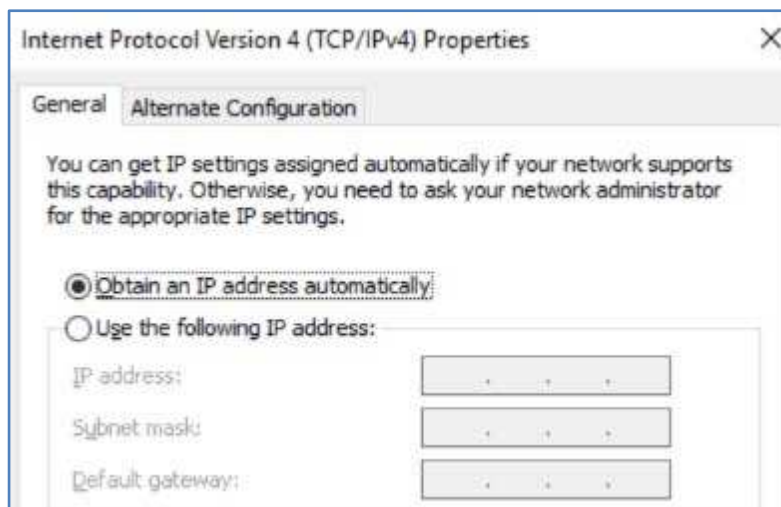 Internet Protocol Version 4 (TCP/IPv4) Properties
General Alternate Configuration
You can get IP settings assigned automatically if your network supports
this capability. Otherwise, you need to ask your network administrator
for the appropriate IP settings.
Obtain an IP address automatically
Use the following IP address:
IP address:
Subnet mask:
Default gateway: